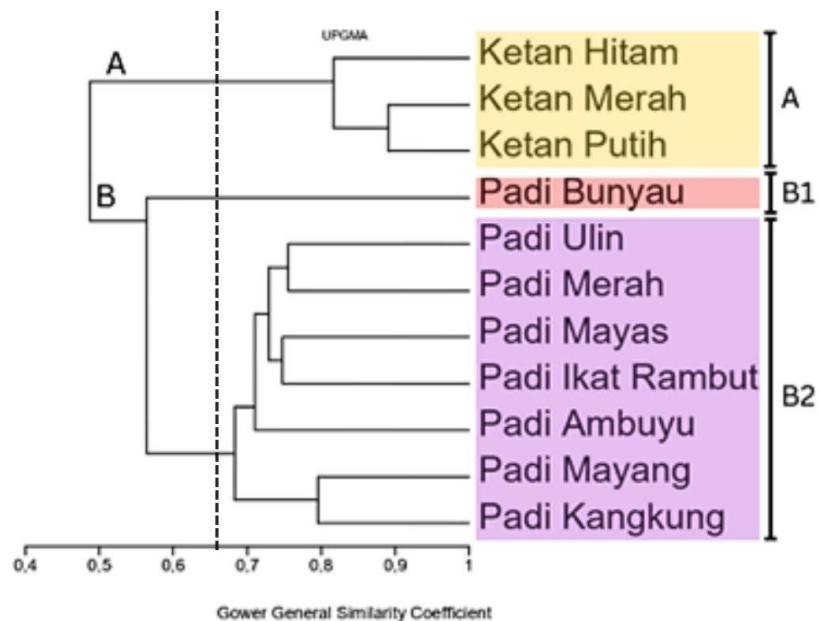 UPGMA
A
Ketan Hitam
Ketan Merah
A
Ketan Putih
B
Padi Bunyau
B1
Padi Ulin
Padi Merah
Padi Mayas
Padi Ikat Rambut
B2
Padi Ambuyu
Padi Mayang
Padi Kangkung
0,4 0,5 0,6 0,7 0,8 0,9 1
Gower General Similarity Coefficient